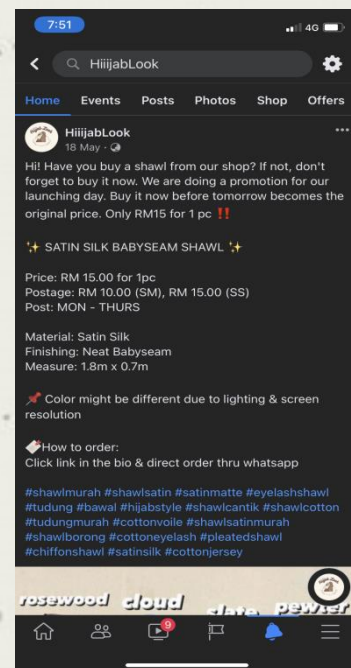 7:51
4G
HiiijabLook
Home Events Posts Photos Shop Offers
HiiijabLook
18 May
Hi! Have you buy a shawl from our shop? If not, don't
forget to buy it now. We are doing a promotion for our
launching day. Buy it now before tomorrow becomes the
original price. Only RM15 for 1 pc ‼️
✨ SATIN SILK BABYSEAM SHAWL ✨
Price: RM 15.00 for 1pc
Postage: RM 10.00 (SM), RM 15.00 (SS)
Post: MON - THURS
Material: Satin Silk
Finishing: Neat Babyseam
Measure: 1.8m x 0.7m
📌 Color might be different due to lighting & screen
resolution
How to order:
Click link in the bio & direct order thru whatsapp
#shawlmurah #shawlsatin #satinmatte #eyelashshawl
#tudung #bawal #hijabstyle #shawlcantik #shawlcotton
#tudungmurah #cottonvoile #shawlsatinmurah
#shawlborong #cottoneyelash #pleatedshawl
#chiffonshawl #satinsilk #cottonjersey
rosewood cloud slate pewter
9